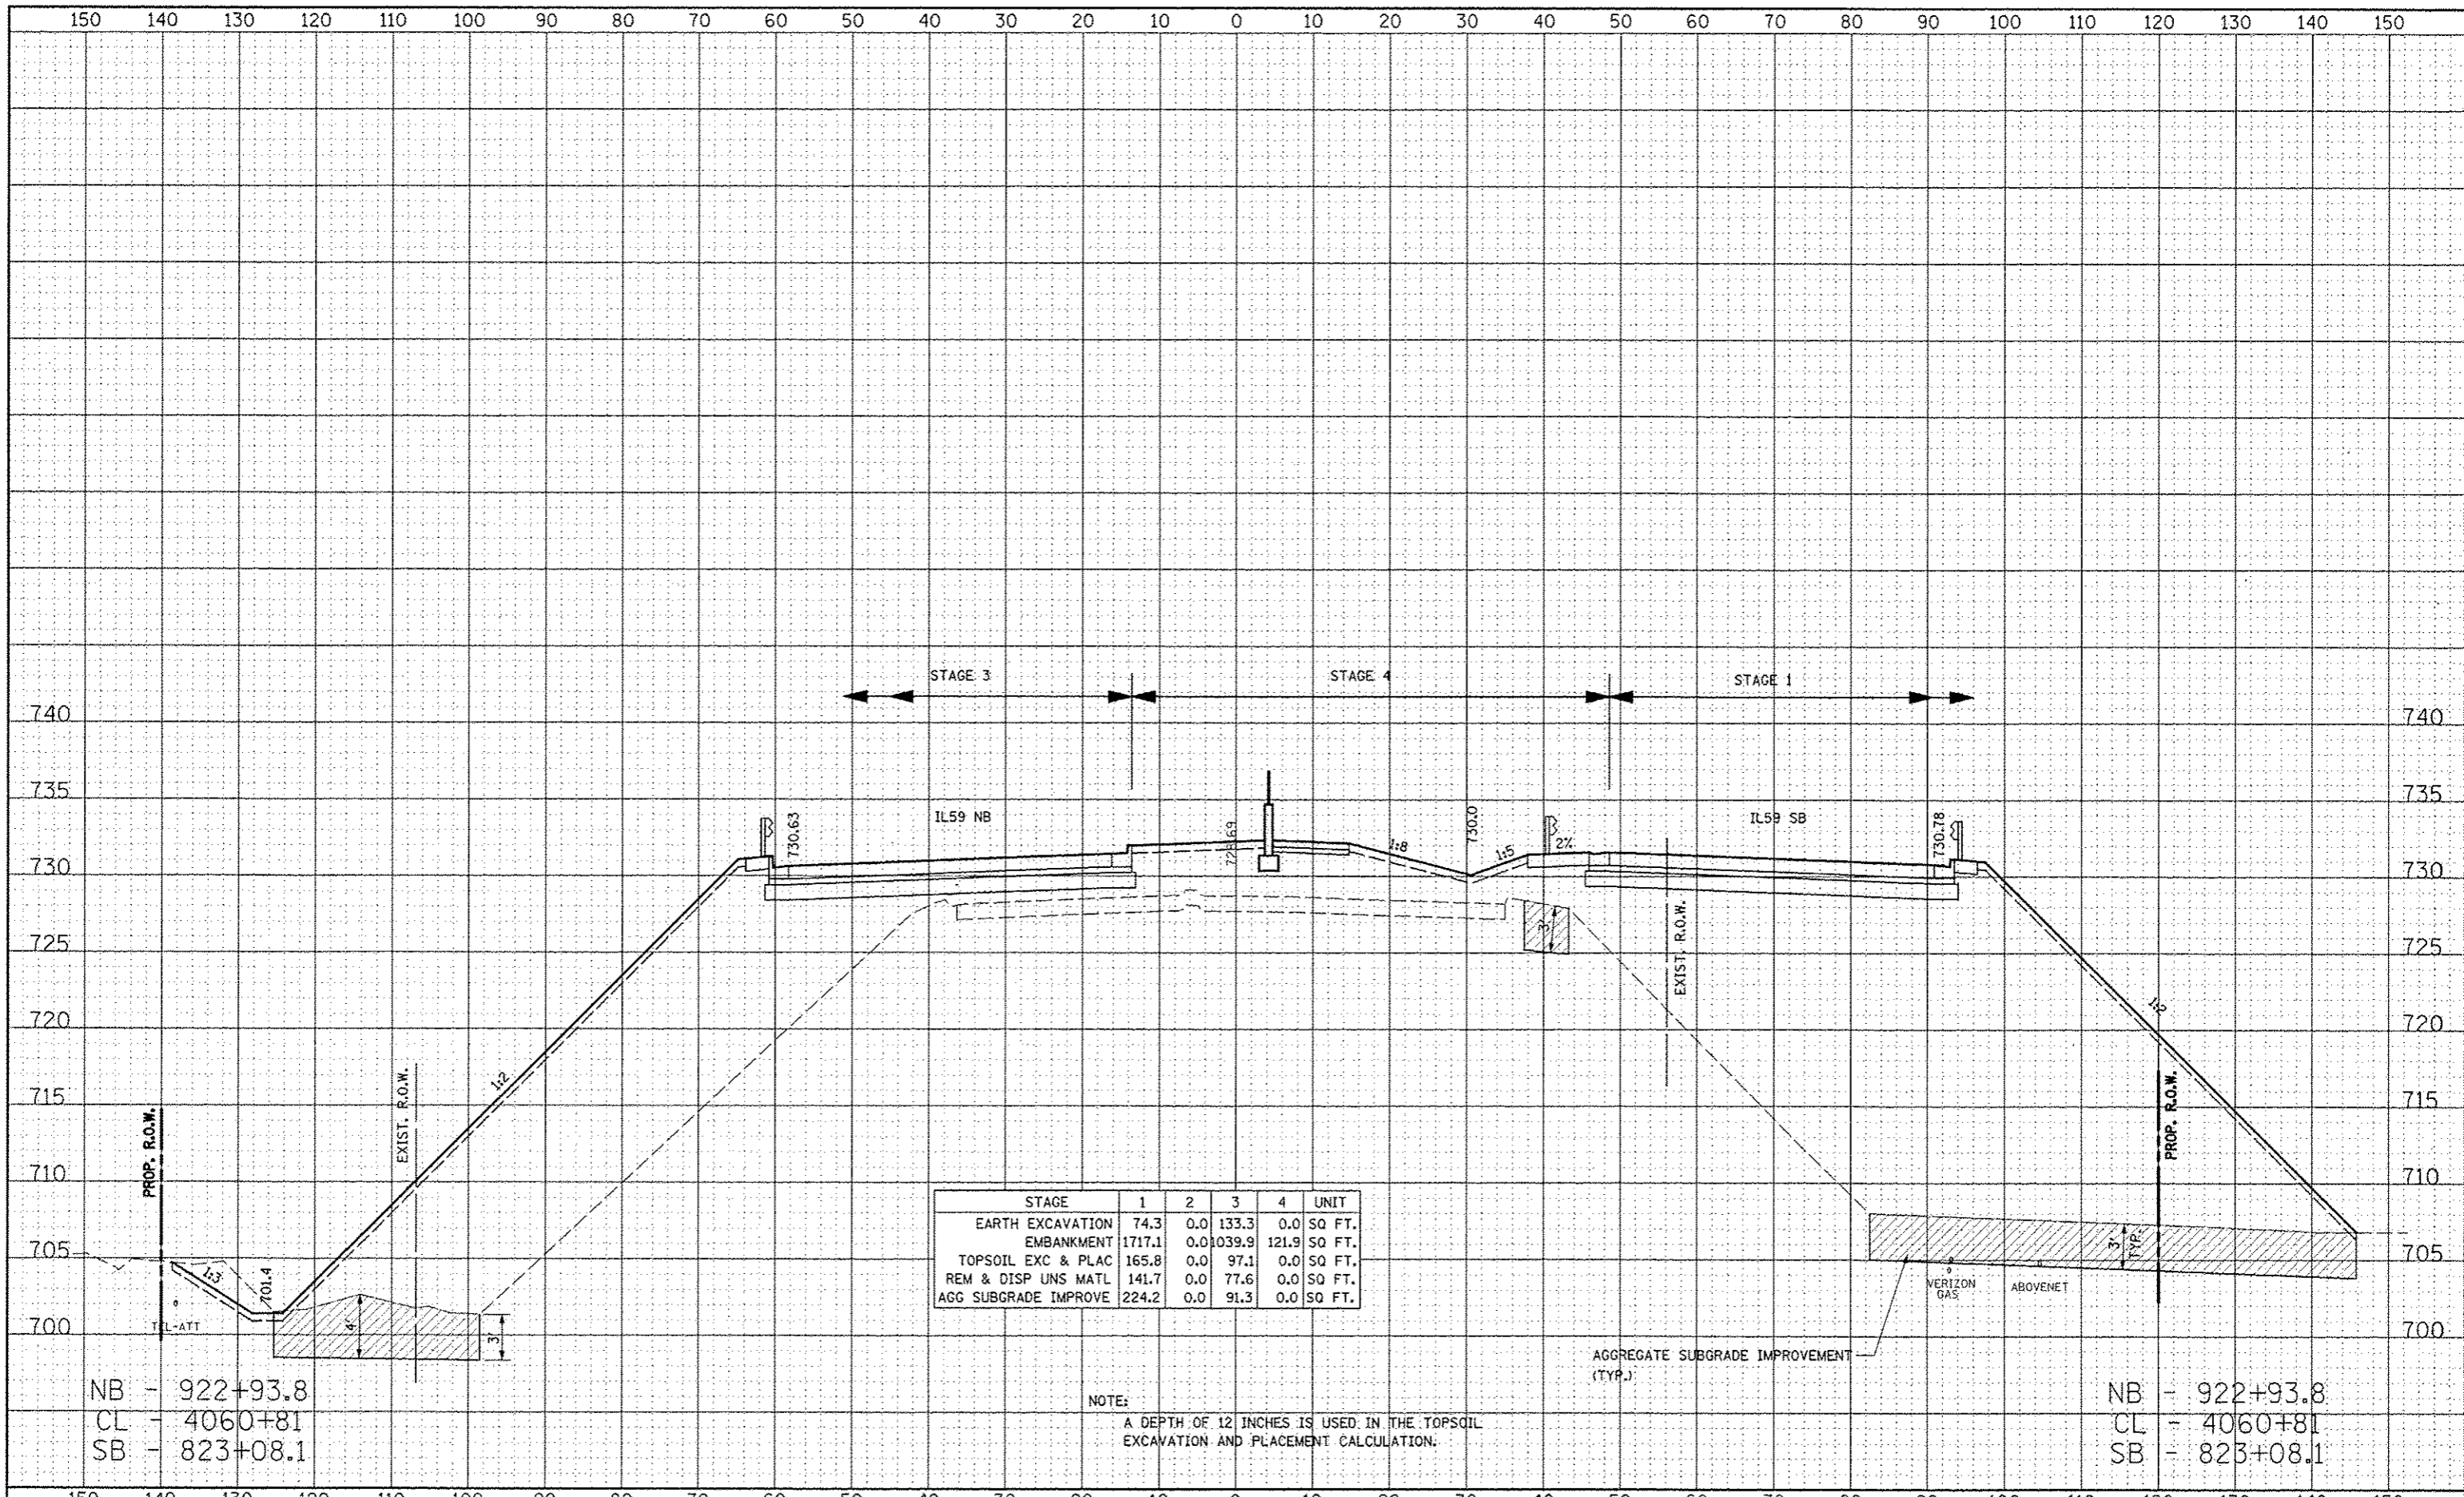 150 140 130 120 110 100 90 80 70 60 50 40 30 20 10 0 10 20 30 40 50 60 70 80 90 100 110 120 130 140 150
STAGE 3
STAGE 4
STAGE 1
740 740
735 735
IL59 NB
IL59 SB
730.63
730.0
2%
730.78
730 730
1:8
1:5
3'
EXIST. R.O.W.
725 725
720 720
1:2
1:2
715 715
PROP. R.O.W.
EXIST. R.O.W.
PROP. R.O.W.
710 710
STAGE 1 2 3 4 UNIT
EARTH EXCAVATION 74.3 0.0 133.3 0.0 SQ FT.
EMBANKMENT 1717.1 0.0 1039.9 121.9 SQ FT.
TOPSOIL EXC & PLAC 165.8 0.0 97.1 0.0 SQ FT.
REM & DISP UNS MATL 141.7 0.0 77.6 0.0 SQ FT.
AGG SUBGRADE IMPROVE 224.2 0.0 91.3 0.0 SQ FT.
705 705
1:3
701.4
3'
TYP.
VERIZON
GAS
ABOVENET
TEL-ATT
4'
3'
700 700
AGGREGATE SUBGRADE IMPROVEMENT
(TYP.)
NB - 922+93.8
CL - 4060+81
SB - 823+08.1
NOTE:
A DEPTH OF 12 INCHES IS USED IN THE TOPSOIL
EXCAVATION AND PLACEMENT CALCULATION.
NB - 922+93.8
CL - 4060+81
SB - 823+08.1